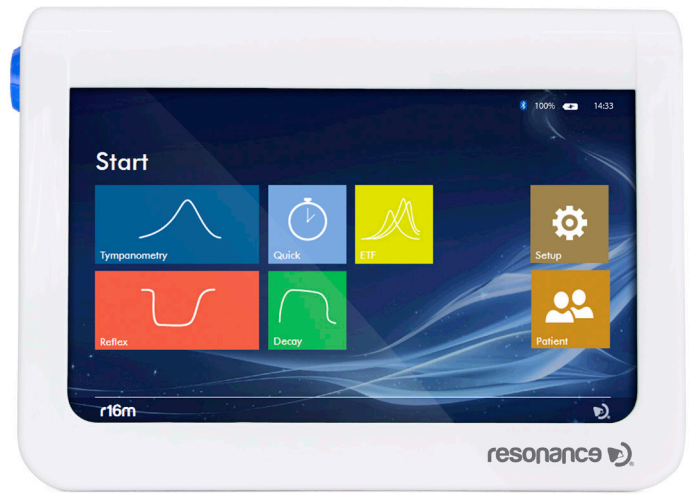 100% 14:33
Start
Tympanometry
Quick
ETF
Setup
Reflex
Decay
Patient
r16m
resonance